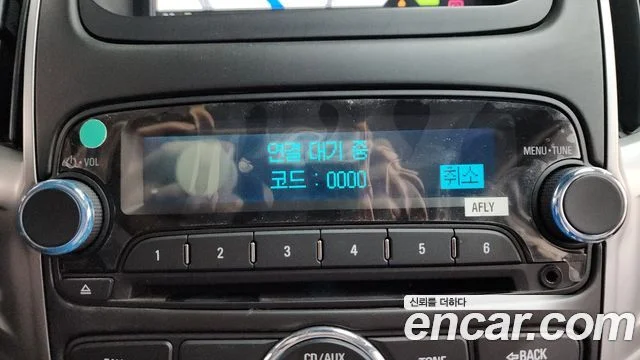 연결 대기 중
코드 : 0000
취소
VOL
MENU • TUNE
AFLY
1 2 3 4 5 6
신뢰를 더하다
encar.com
CD/AUX
TONE
BACK